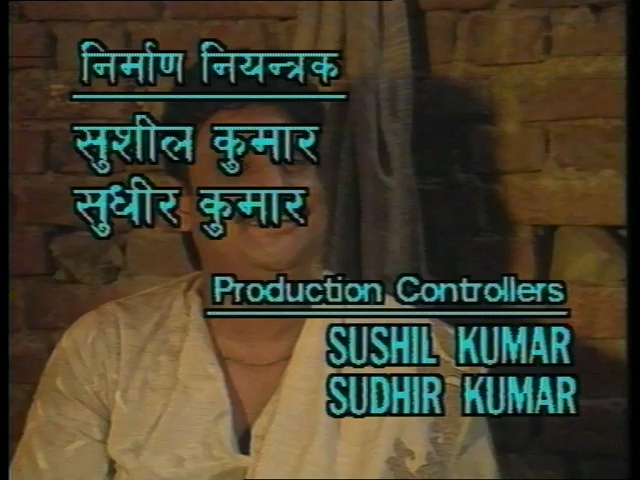 निर्माण नियन्त्रक
सुशील कुमार
सुधीर कुमार
Production Controllers
SUSHIL KUMAR
SUDHIR KUMAR